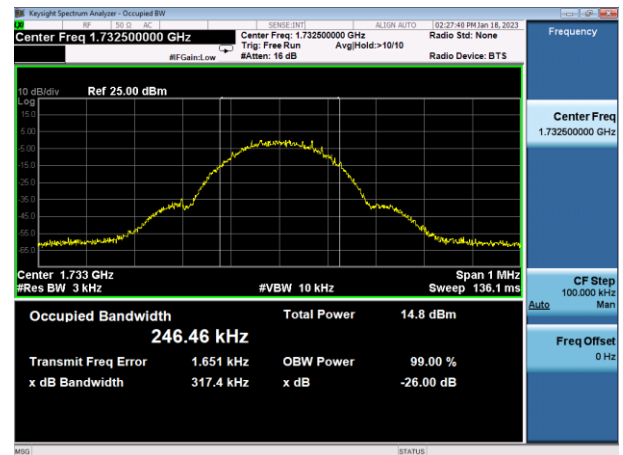 Keysight Spectrum Analyzer - Occupied BW
RF 50 Ω AC SENSE:INT ALIGN AUTO 02:27:40 PM Jan 18, 2023
Center Freq 1.732500000 GHz
Center Freq: 1.732500000 GHz Radio Std: None
Trig: Free Run Avg|Hold:>10/10
#IFGain:Low #Atten: 16 dB Radio Device: BTS
Frequency
10 dB/div Ref 25.00 dBm
Log
15.0
5.00
-5.00
-15.0
-25.0
-35.0
-45.0
-55.0
-65.0
Center 1.733 GHz Span 1 MHz
#Res BW 3 kHz #VBW 10 kHz Sweep 136.1 ms
Occupied Bandwidth Total Power 14.8 dBm
246.46 kHz
Transmit Freq Error 1.651 kHz OBW Power 99.00 %
x dB Bandwidth 317.4 kHz x dB -26.00 dB
Center Freq
1.732500000 GHz
CF Step
100.000 kHz
Auto Man
Freq Offset
0 Hz
MSG STATUS